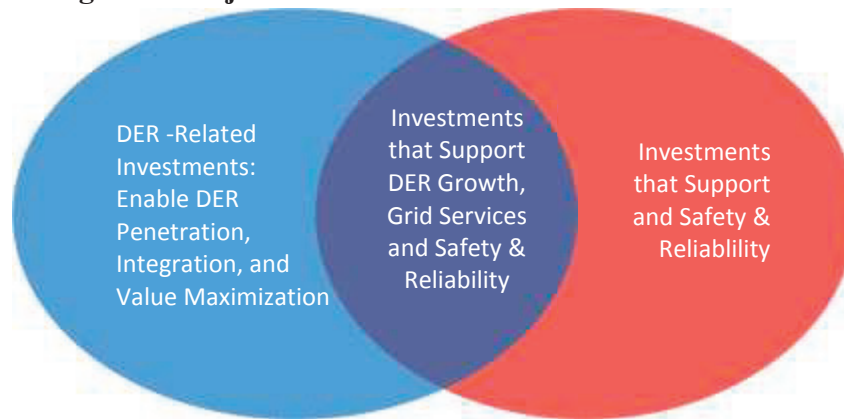 DER -Related
Investments:
Enable DER
Penetration,
Integration, and
Value Maximization
Investments
that Support
DER Growth,
Grid Services
and Safety &
Reliability
Investments
that Support
and Safety &
Reliablility